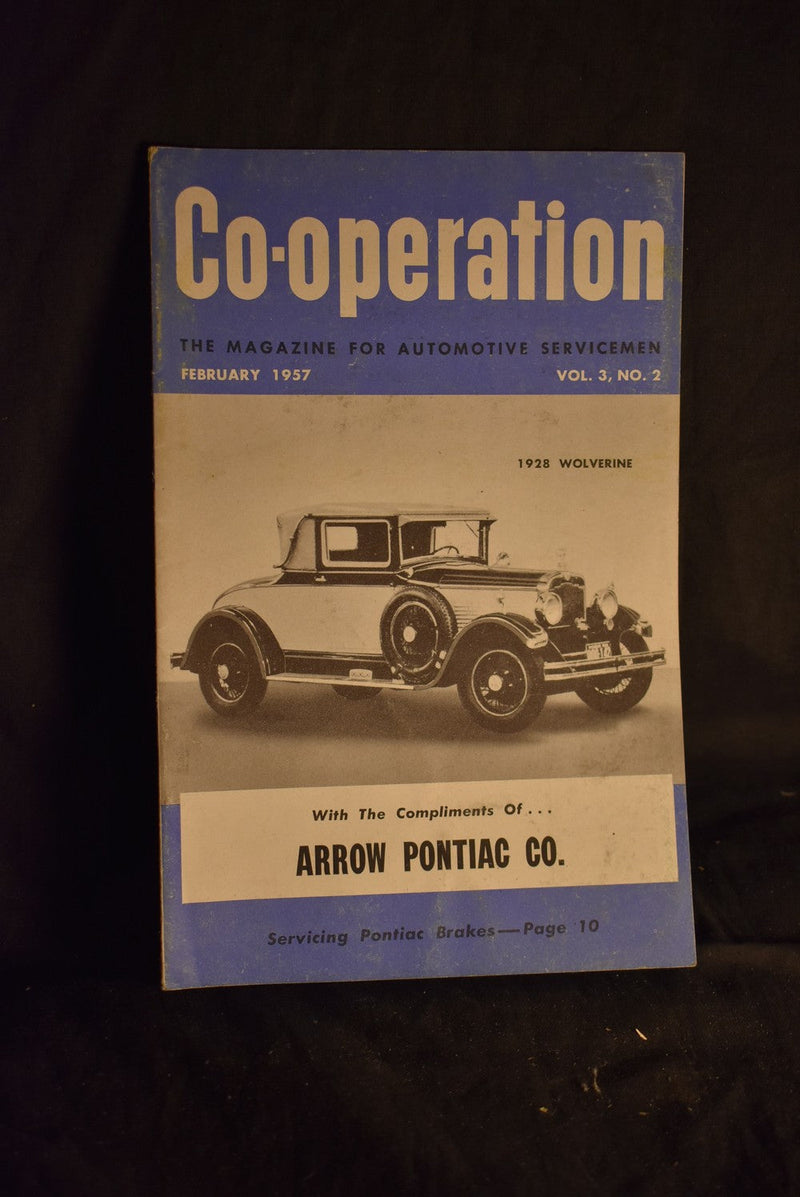 Co-operation
THE MAGAZINE FOR AUTOMOTIVE SERVICEMEN
FEBRUARY 1957 VOL. 3, NO. 2
1928 WOLVERINE
With The Compliments Of . . .
ARROW PONTIAC CO.
Servicing Pontiac Brakes—Page 10